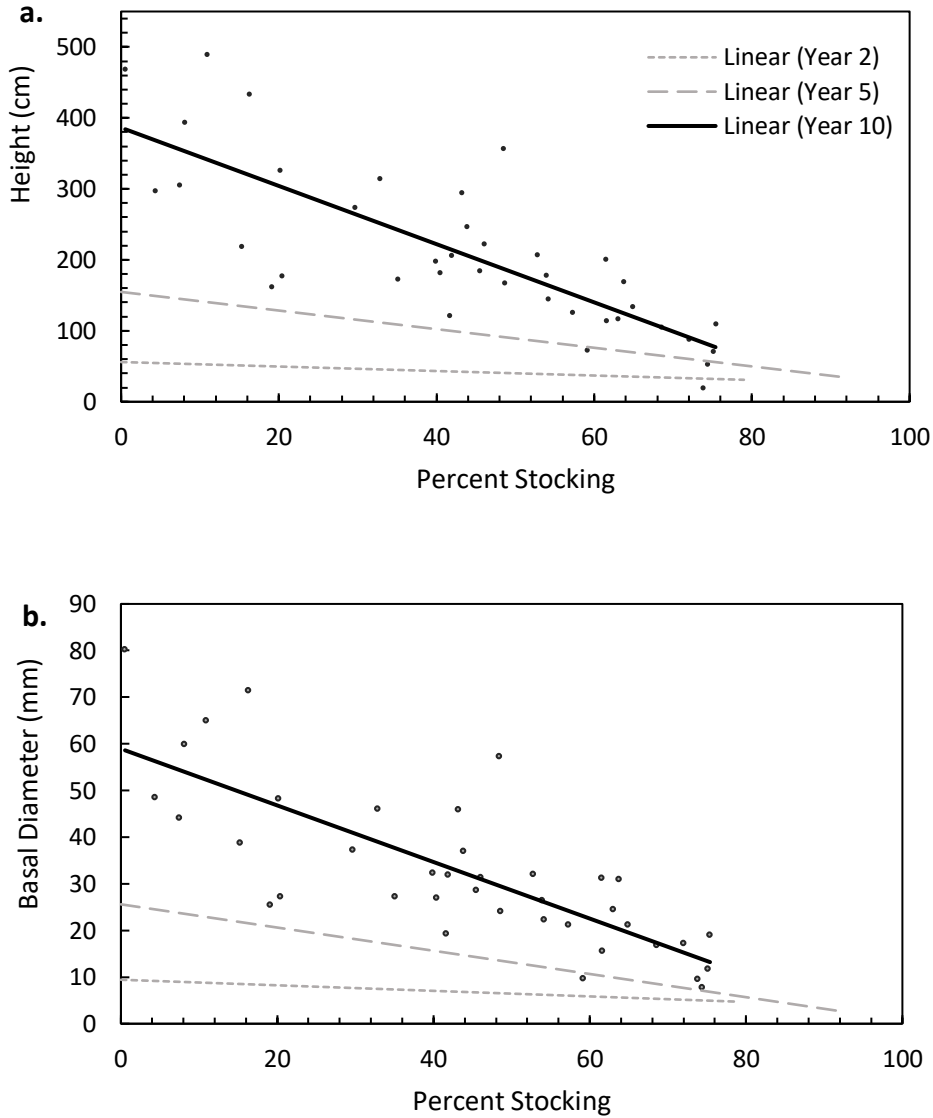 a.
Height (cm)
500
400
300
200
100
0
Linear (Year 2)
Linear (Year 5)
Linear (Year 10)
0 20 40 60 80 100
Percent Stocking
b.
Basal Diameter (mm)
90
80
70
60
50
40
30
20
10
0
0 20 40 60 80 100
Percent Stocking